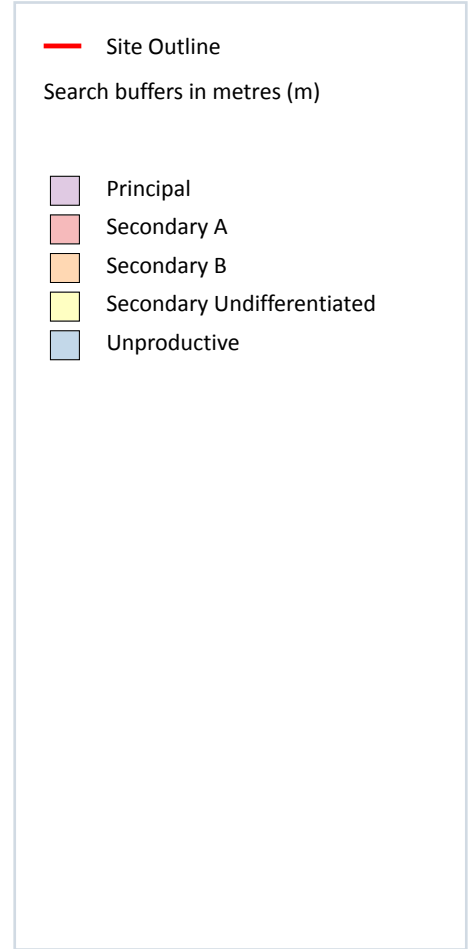 Site Outline
Search buffers in metres (m)
Principal
Secondary A
Secondary B
Secondary Undifferentiated
Unproductive